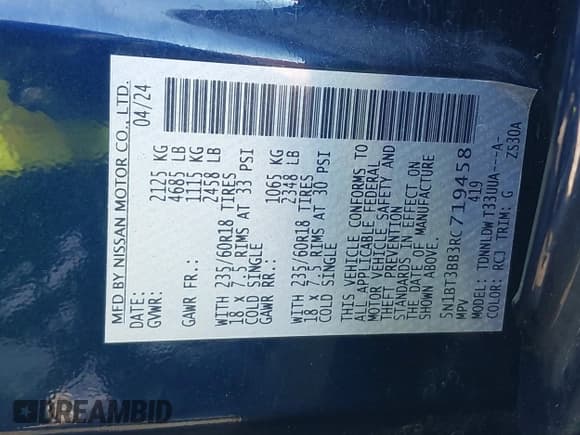 MFD BY NISSAN MOTOR CO., LTD.
DATE: 04/24
GVWR: 2125 KG
4685 LB
GAWR FR.: 1115 KG
2458 LB
WITH 235/60R18 TIRES
18 x 7.5 RIMS AT 33 PSI
COLD SINGLE
GAWR RR.: 1065 KG
2348 LB
WITH 235/60R18 TIRES
18 x 7.5 RIMS AT 30 PSI
COLD SINGLE
THIS VEHICLE CONFORMS TO
ALL APPLICABLE FEDERAL
MOTOR VEHICLE SAFETY AND
THEFT PREVENTION
STANDARDS IN EFFECT ON
THE DATE OF MANUFACTURE
SHOWN ABOVE.
5N1BT3BB3RC719458
MPV 419
MODEL: TDNNLDWT33UUA---A-
COLOR: RCJ TRIM: G ZS30A
DREAMBID